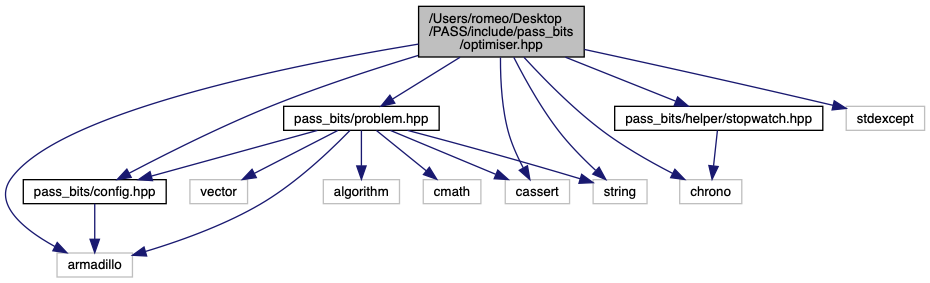 /Users/romeo/Desktop
/PASS/include/pass_bits
/optimiser.hpp
pass_bits/problem.hpp
pass_bits/helper/stopwatch.hpp
stdexcept
pass_bits/config.hpp
vector
algorithm
cmath
cassert
string
chrono
armadillo